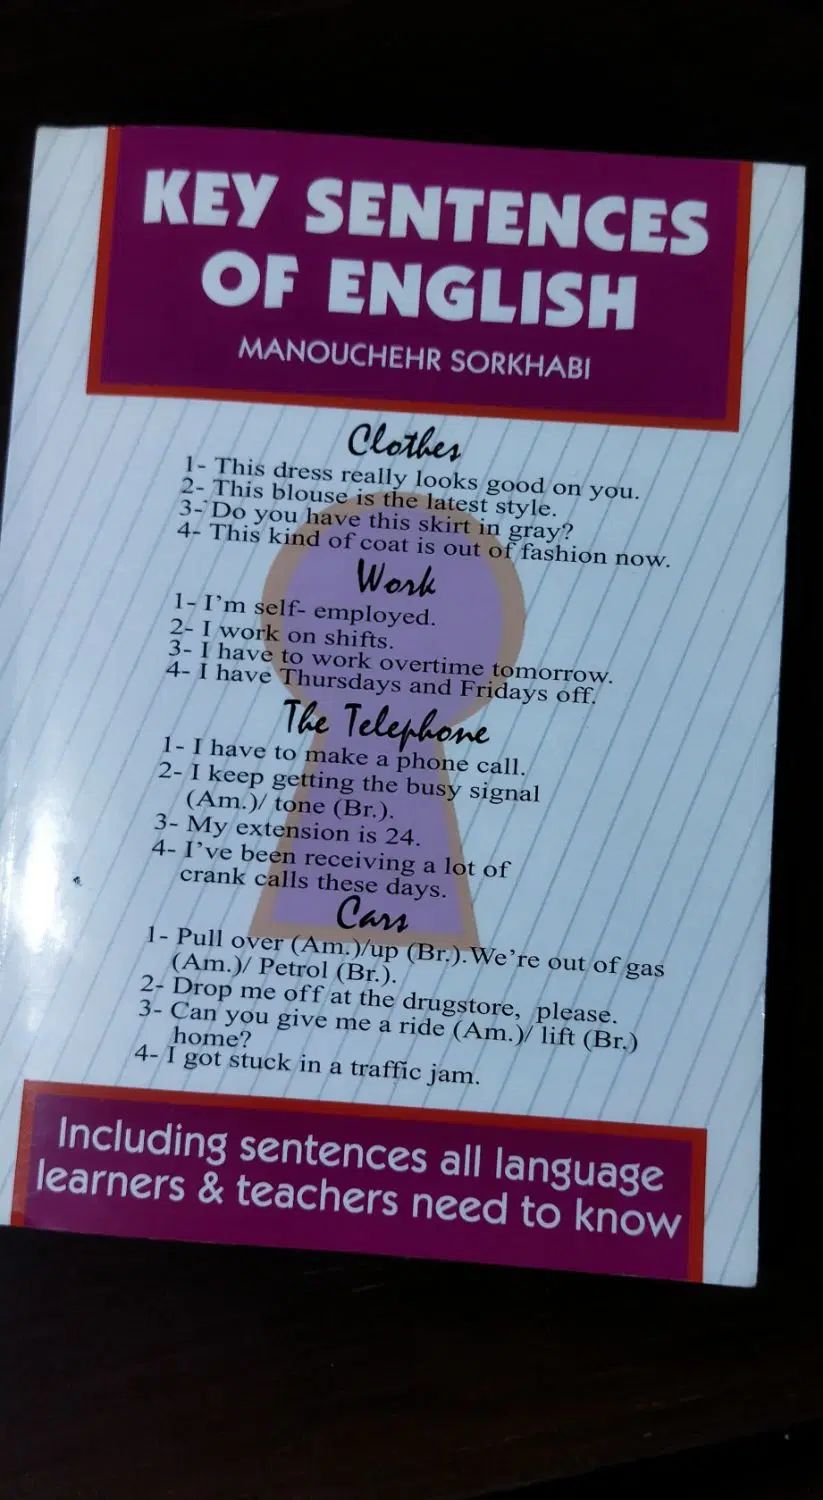 KEY SENTENCES
OF ENGLISH
MANOUCHEHR SORKHABI
Clothes
1- This dress really looks good on you.
2- This blouse is the latest style.
3- Do you have this skirt in gray?
4- This kind of coat is out of fashion now.
Work
1- I'm self- employed.
2- I work on shifts.
3- I have to work overtime tomorrow.
4- I have Thursdays and Fridays off.
The Telephone
1- I have to make a phone call.
2- I keep getting the busy signal
(Am.)/ tone (Br.).
3- My extension is 24.
4- I've been receiving a lot of
crank calls these days.
Cars
1- Pull over (Am.)/up (Br.).We're out of gas
(Am.)/ Petrol (Br.).
2- Drop me off at the drugstore, please.
3- Can you give me a ride (Am.)/ lift (Br.)
home?
4- I got stuck in a traffic jam.
Including sentences all language
learners & teachers need to know